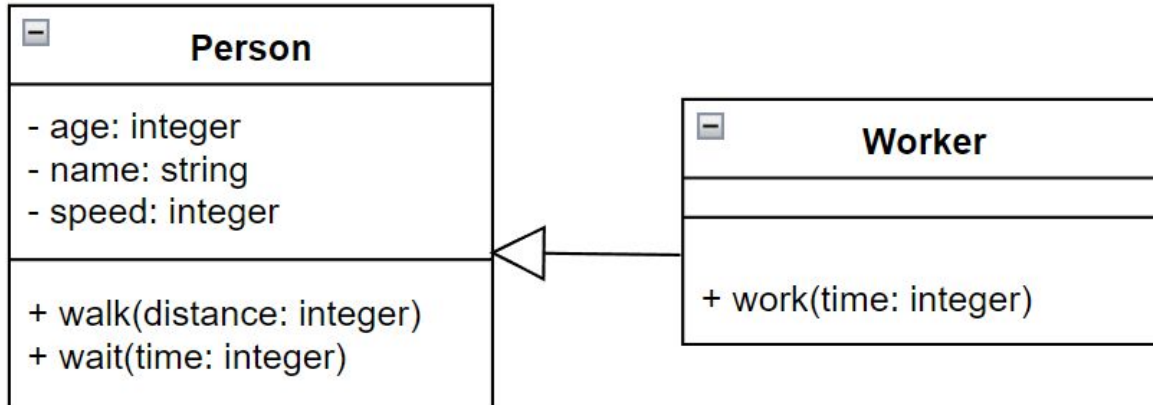 Person
- age: integer
- name: string
- speed: integer
+ walk(distance: integer)
+ wait(time: integer)
Worker
+ work(time: integer)